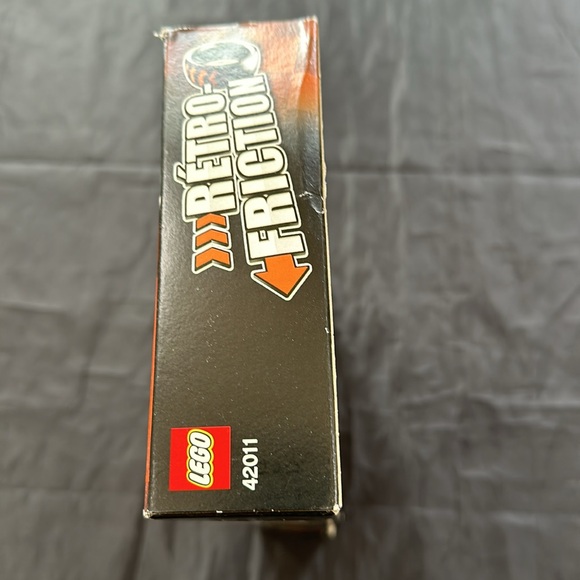 RÉTRO-
FRICTION
LEGO
42011